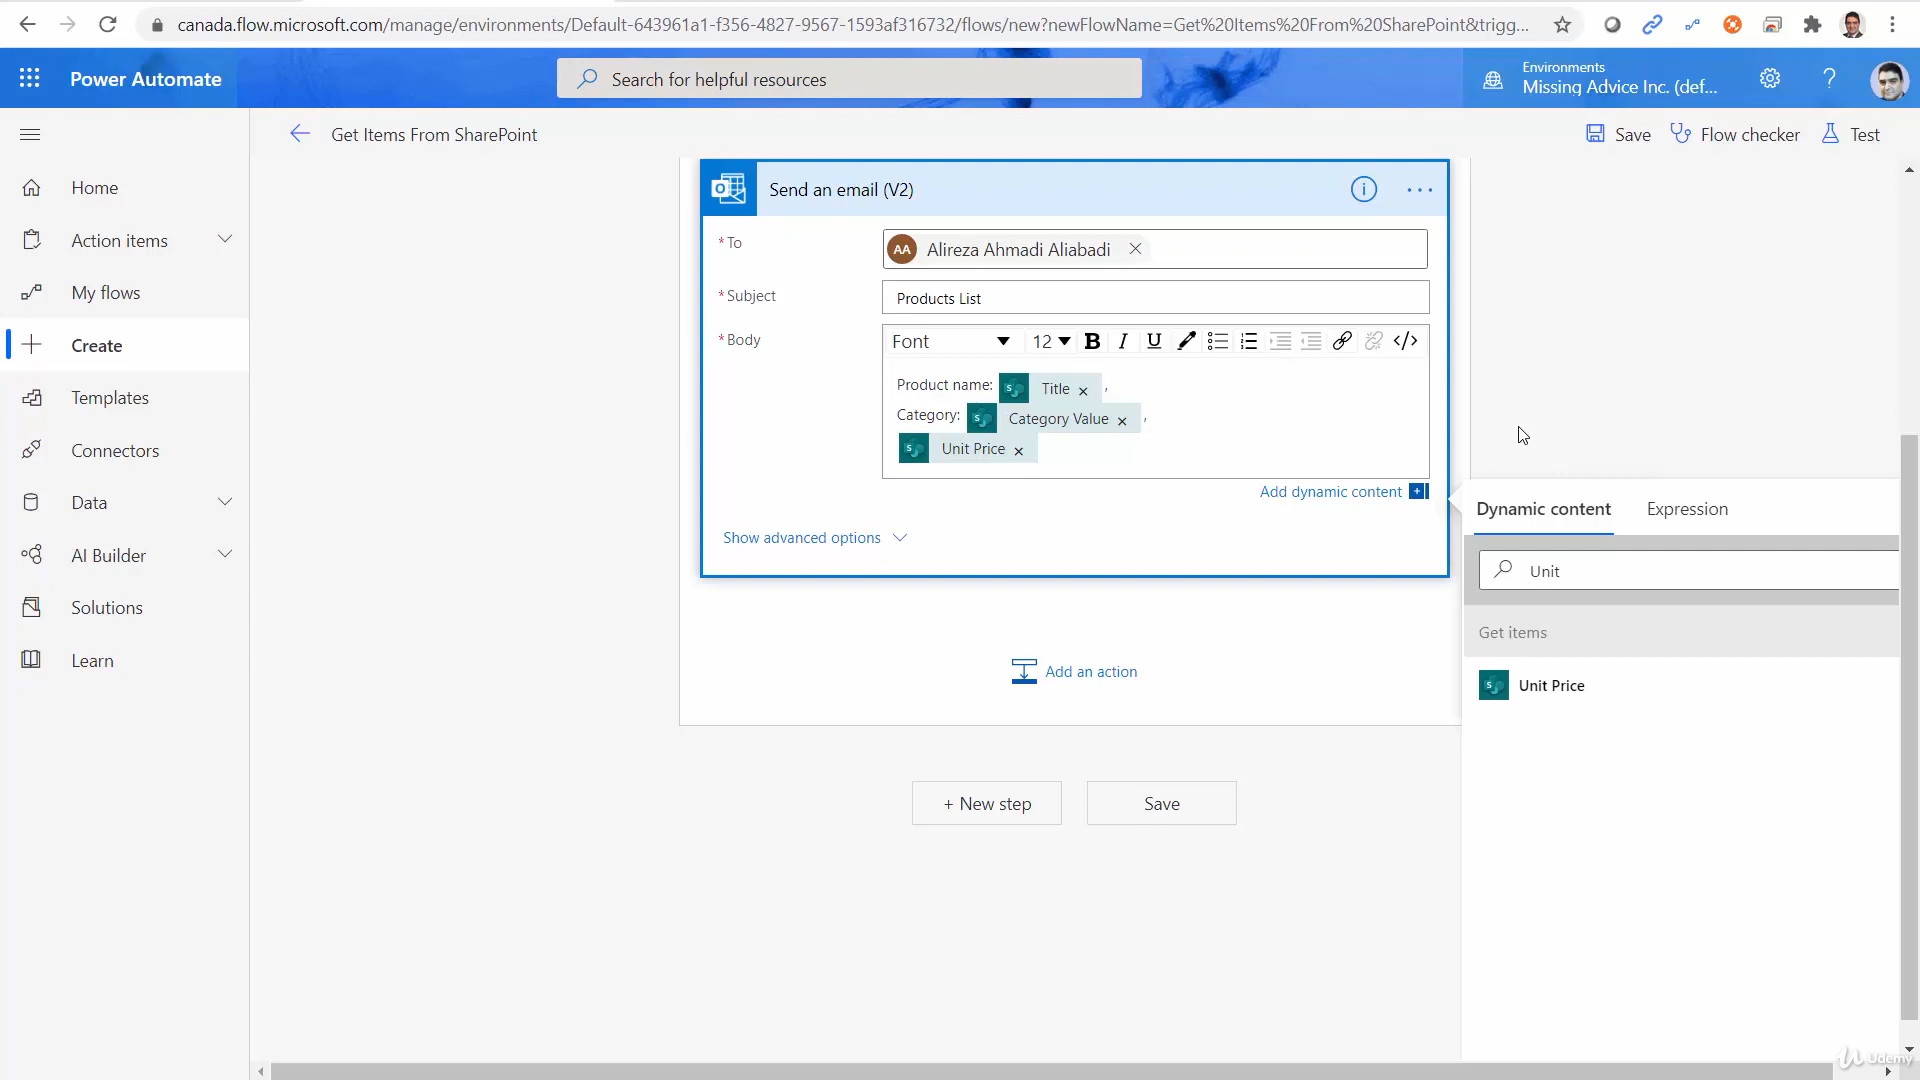 canada.flow.microsoft.com/manage/environments/Default-643961a1-f356-4827-9567-1593af316732/flows/new?newFlowName=Get%20Items%20From%20SharePoint&trigg...
Power Automate
Search for helpful resources
Environments
Missing Advice Inc. (def...
?
Get Items From SharePoint
Save
Flow checker
Test
Home
Action items
My flows
Create
Templates
Connectors
Data
AI Builder
Solutions
Learn
Send an email (V2)
* To
AA Alireza Ahmadi Aliabadi
* Subject
Products List
* Body
Font 12 B I U </>
Product name: S Title × ,
Category: S Category Value × ,
S Unit Price ×
Add dynamic content +
Show advanced options
Add an action
+ New step
Save
Dynamic content
Expression
Unit
Get items
S Unit Price
Udemy